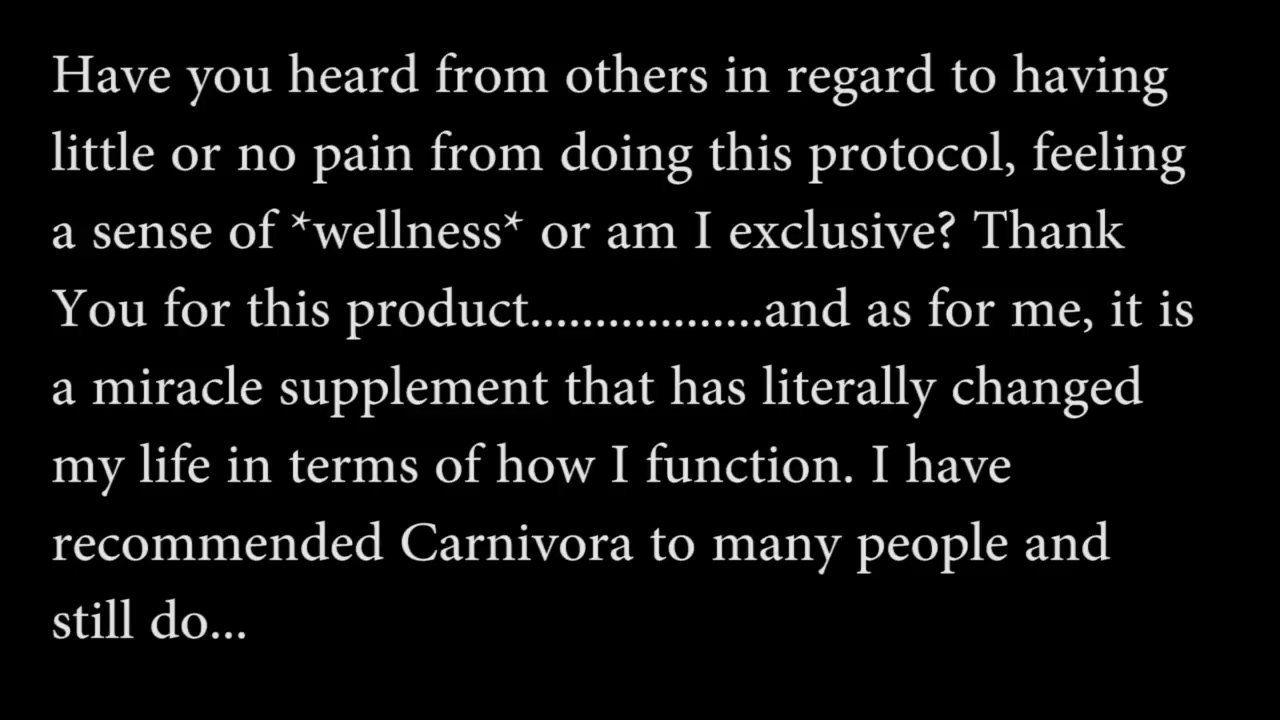 Have you heard from others in regard to having
little or no pain from doing this protocol, feeling
a sense of *wellness* or am I exclusive? Thank
You for this product..................and as for me, it is
a miracle supplement that has literally changed
my life in terms of how I function. I have
recommended Carnivora to many people and
still do...